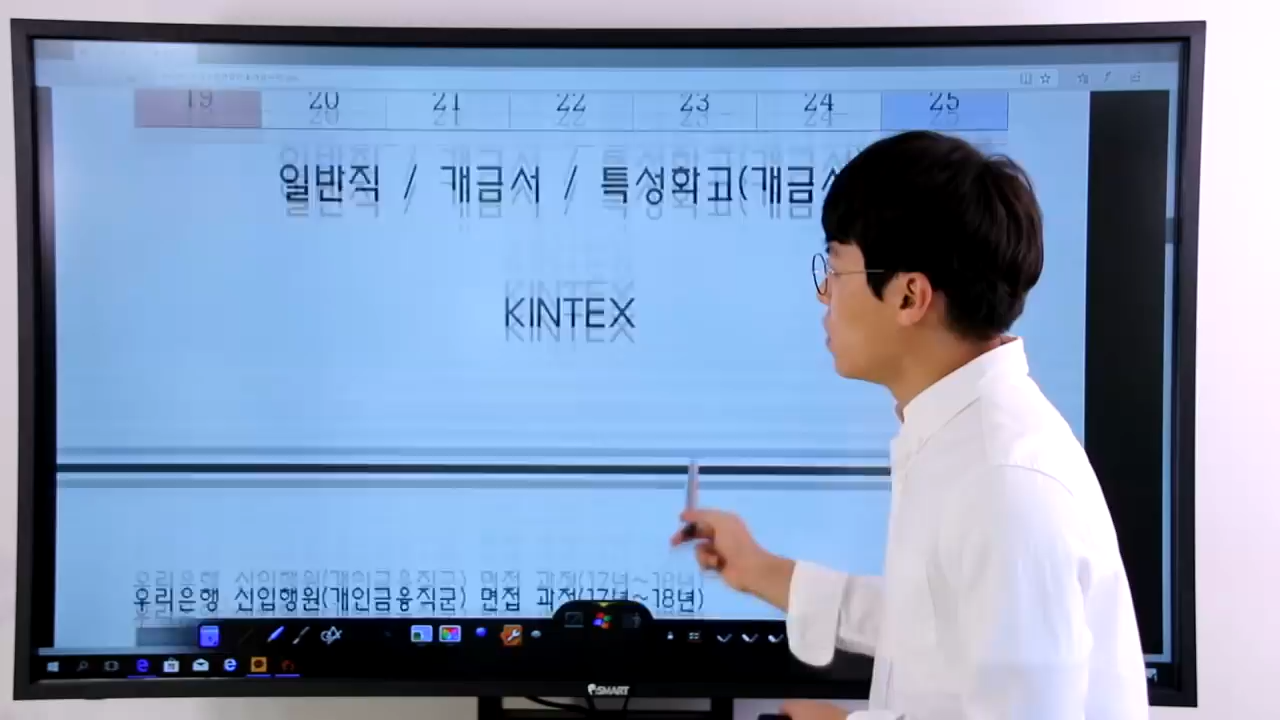 19 20 21 22 23 24 25
일반직 / 개금서 / 특성화고(개금서
KINTEX
우리은행 신입행원(개인금융직군) 면접 과정(17년~18년)
SMART